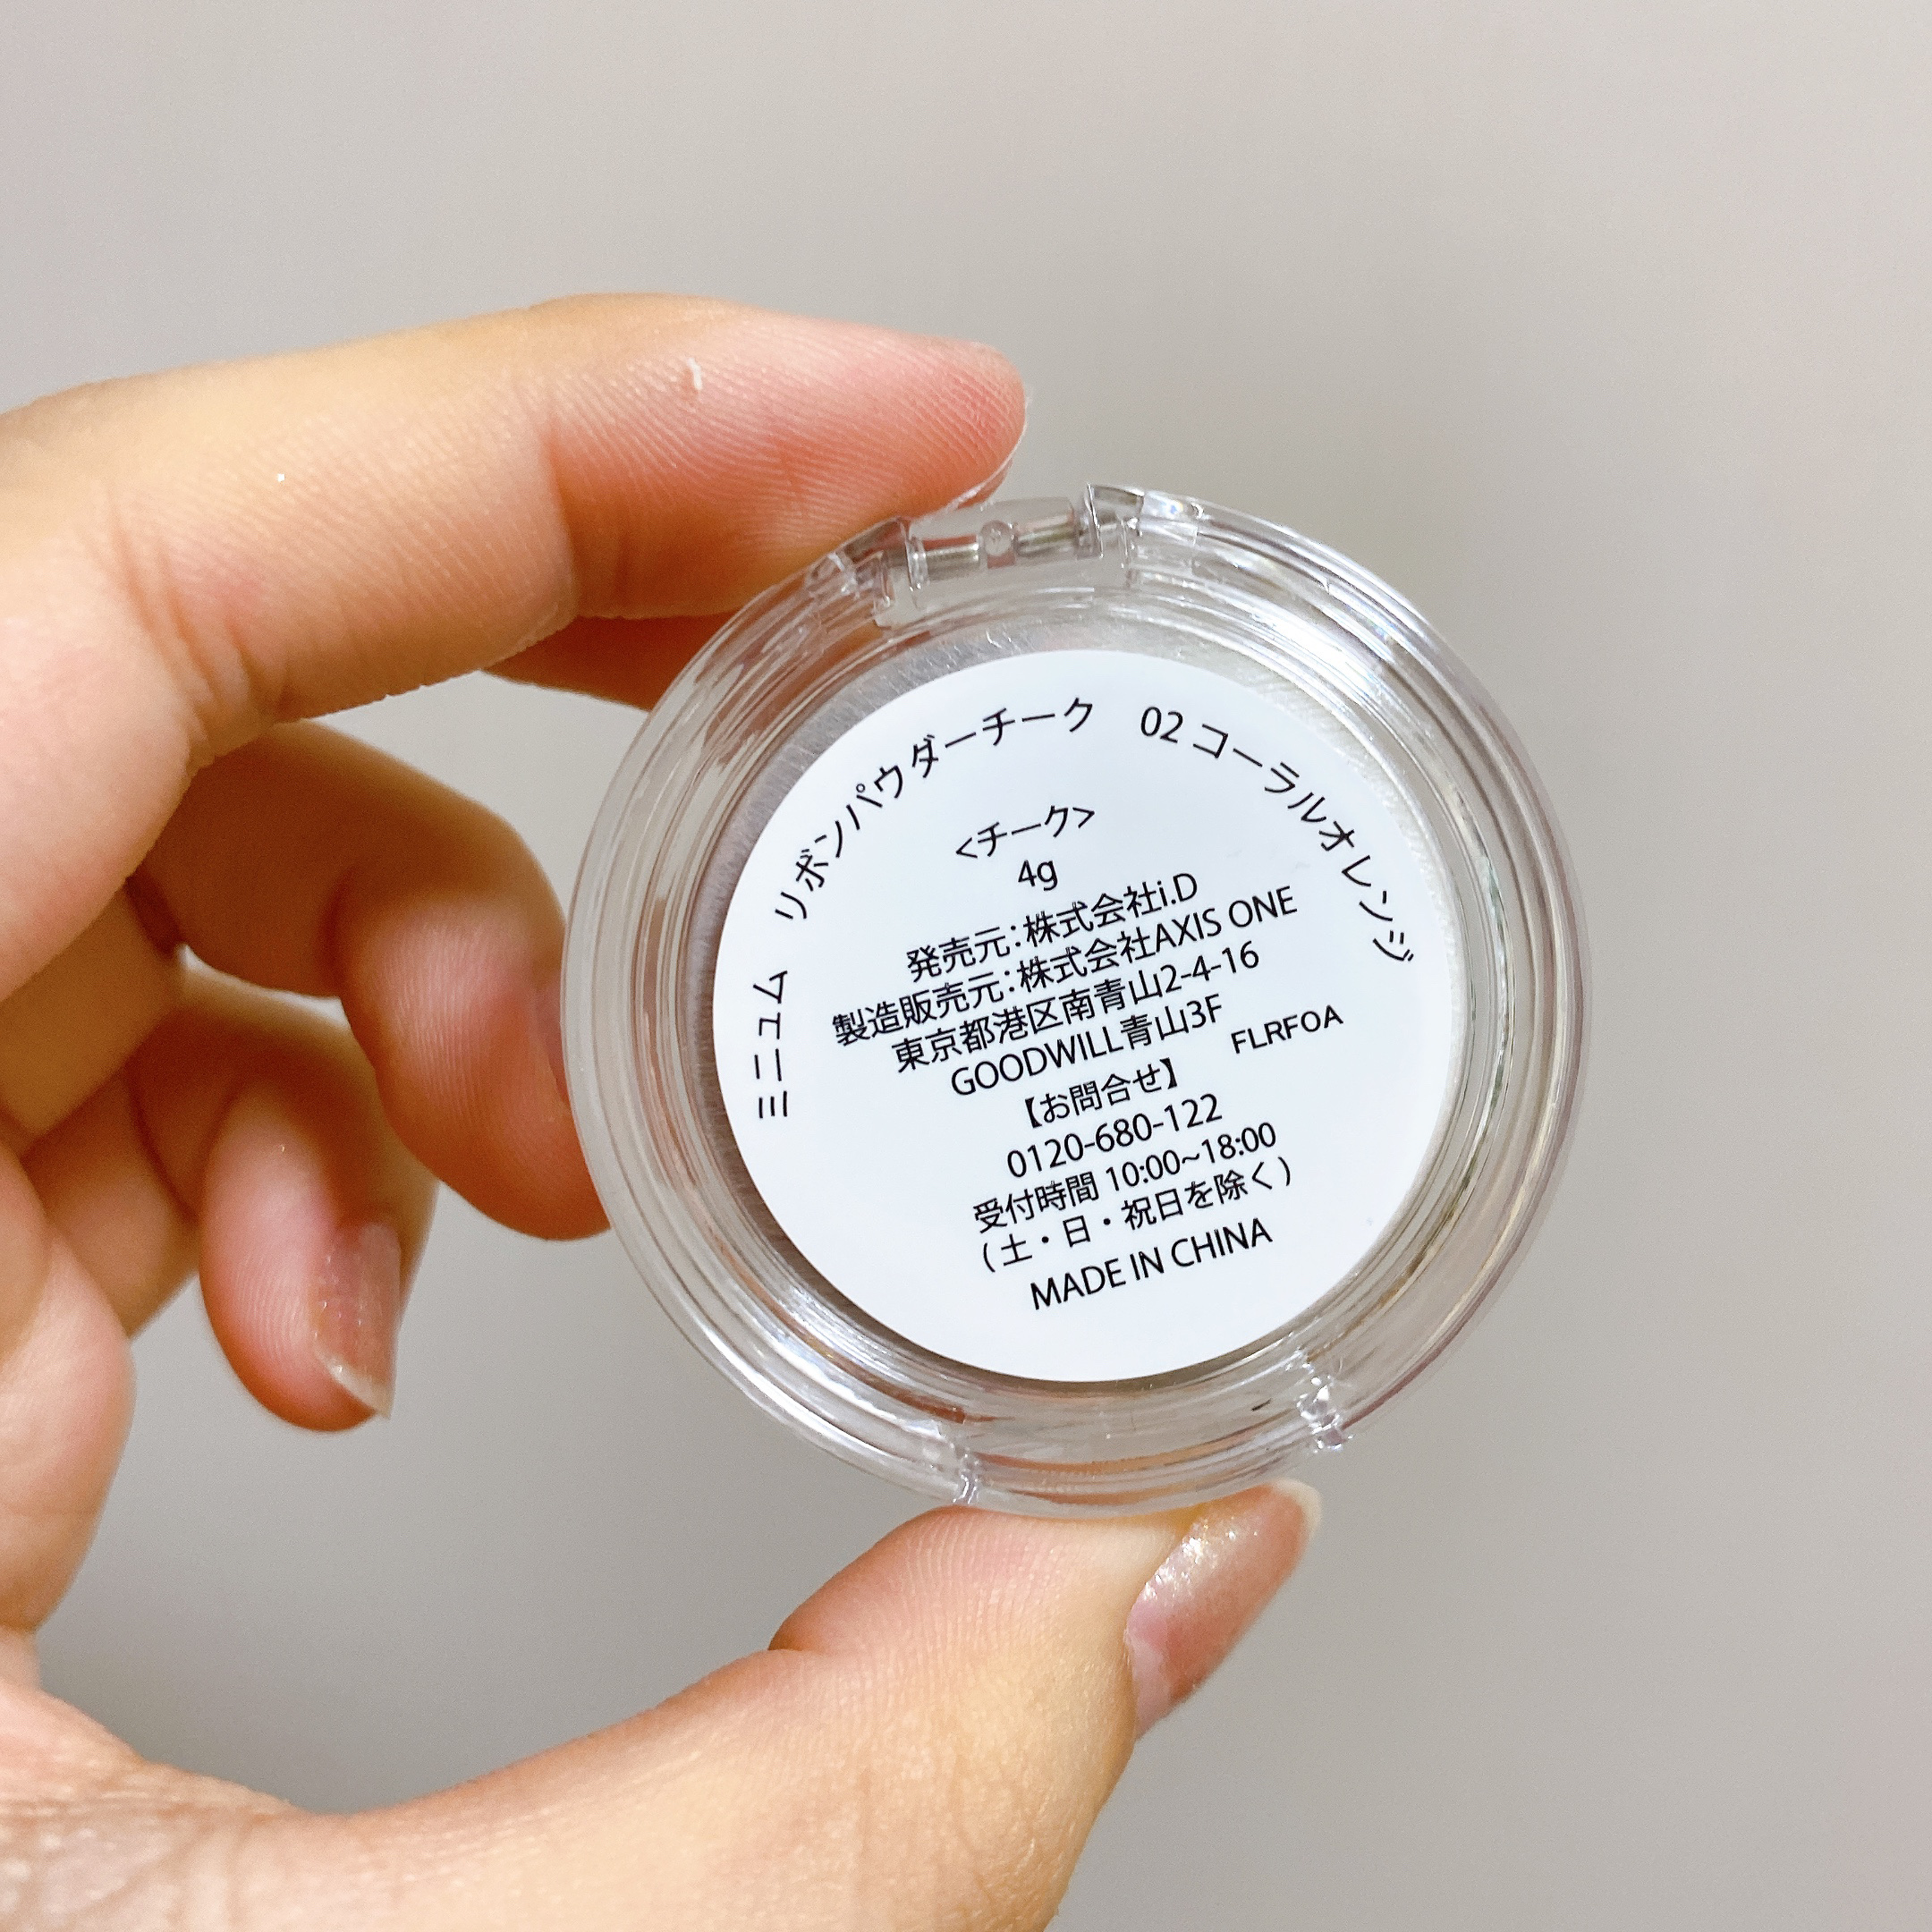 ミニュム リボンパウダーチーク 02 コーラルオレンジ
<チーク>
4g
発売元：株式会社i.D
製造販売元：株式会社AXIS ONE
東京都港区南青山2-4-16
GOODWILL青山3F
FLRFOA
【お問合せ】
0120-680-122
受付時間 10:00~18:00
(土・日・祝日を除く)
MADE IN CHINA